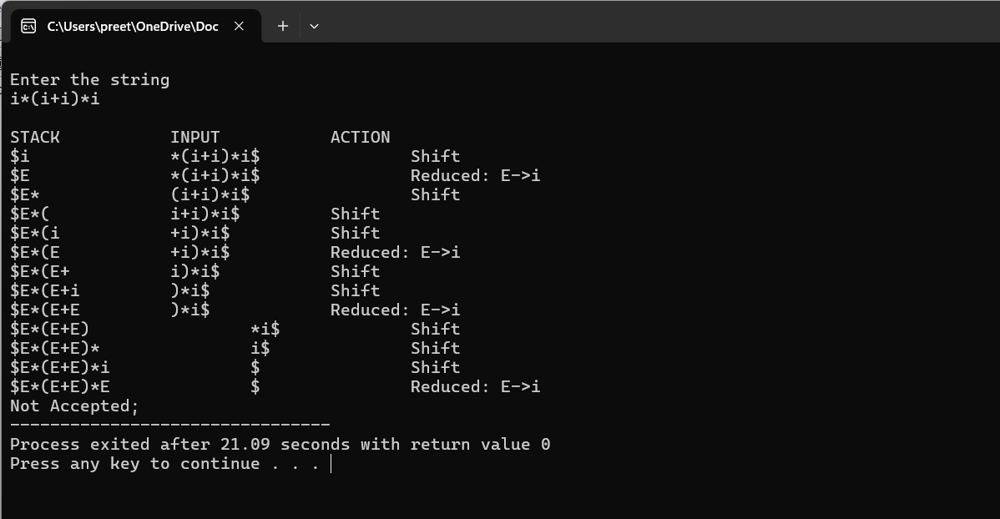 C:\Users\preet\OneDrive\Doc
Enter the string
i*(i+i)*i
STACK INPUT ACTION
$i *(i+i)*i$ Shift
$E *(i+i)*i$ Reduced: E->i
$E* (i+i)*i$ Shift
$E*( i+i)*i$ Shift
$E*(i +i)*i$ Shift
$E*(E +i)*i$ Reduced: E->i
$E*(E+ i)*i$ Shift
$E*(E+i )*i$ Shift
$E*(E+E )*i$ Reduced: E->i
$E*(E+E) *i$ Shift
$E*(E+E)* i$ Shift
$E*(E+E)*i $ Shift
$E*(E+E)*E $ Reduced: E->i
Not Accepted;
--------------------------------
Process exited after 21.09 seconds with return value 0
Press any key to continue . . .